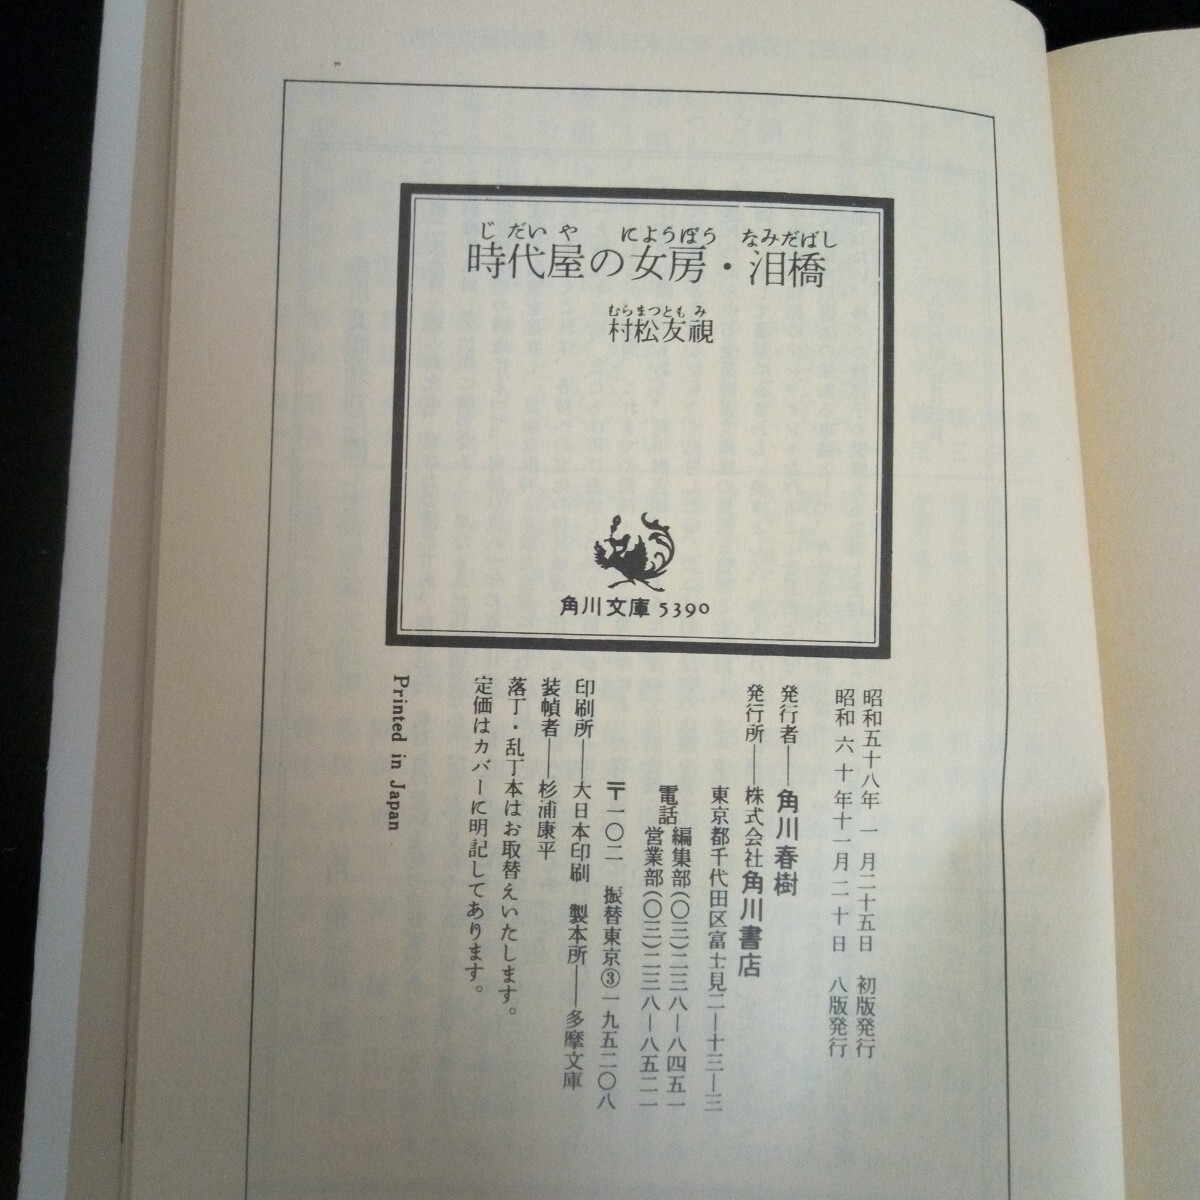 じだいや にようぼう なみだばし
時代屋の女房・泪橋
むらまつともみ
村松友視
角川文庫 5390
昭和五十八年 一月二十五日 初版発行
昭和六十年十一月二十日 八版発行
発行者――角川春樹
発行所――株式会社角川書店
東京都千代田区富士見二―十三―三
電話 編集部(〇三)二三八―八四五一
営業部(〇三)二三八―八五二一
〒一〇二 振替東京③一九五二〇八
印刷所――大日本印刷 製本所――多摩文庫
装幀者――杉浦康平
落丁・乱丁本はお取替えいたします。
定価はカバーに明記してあります。
Printed in Japan